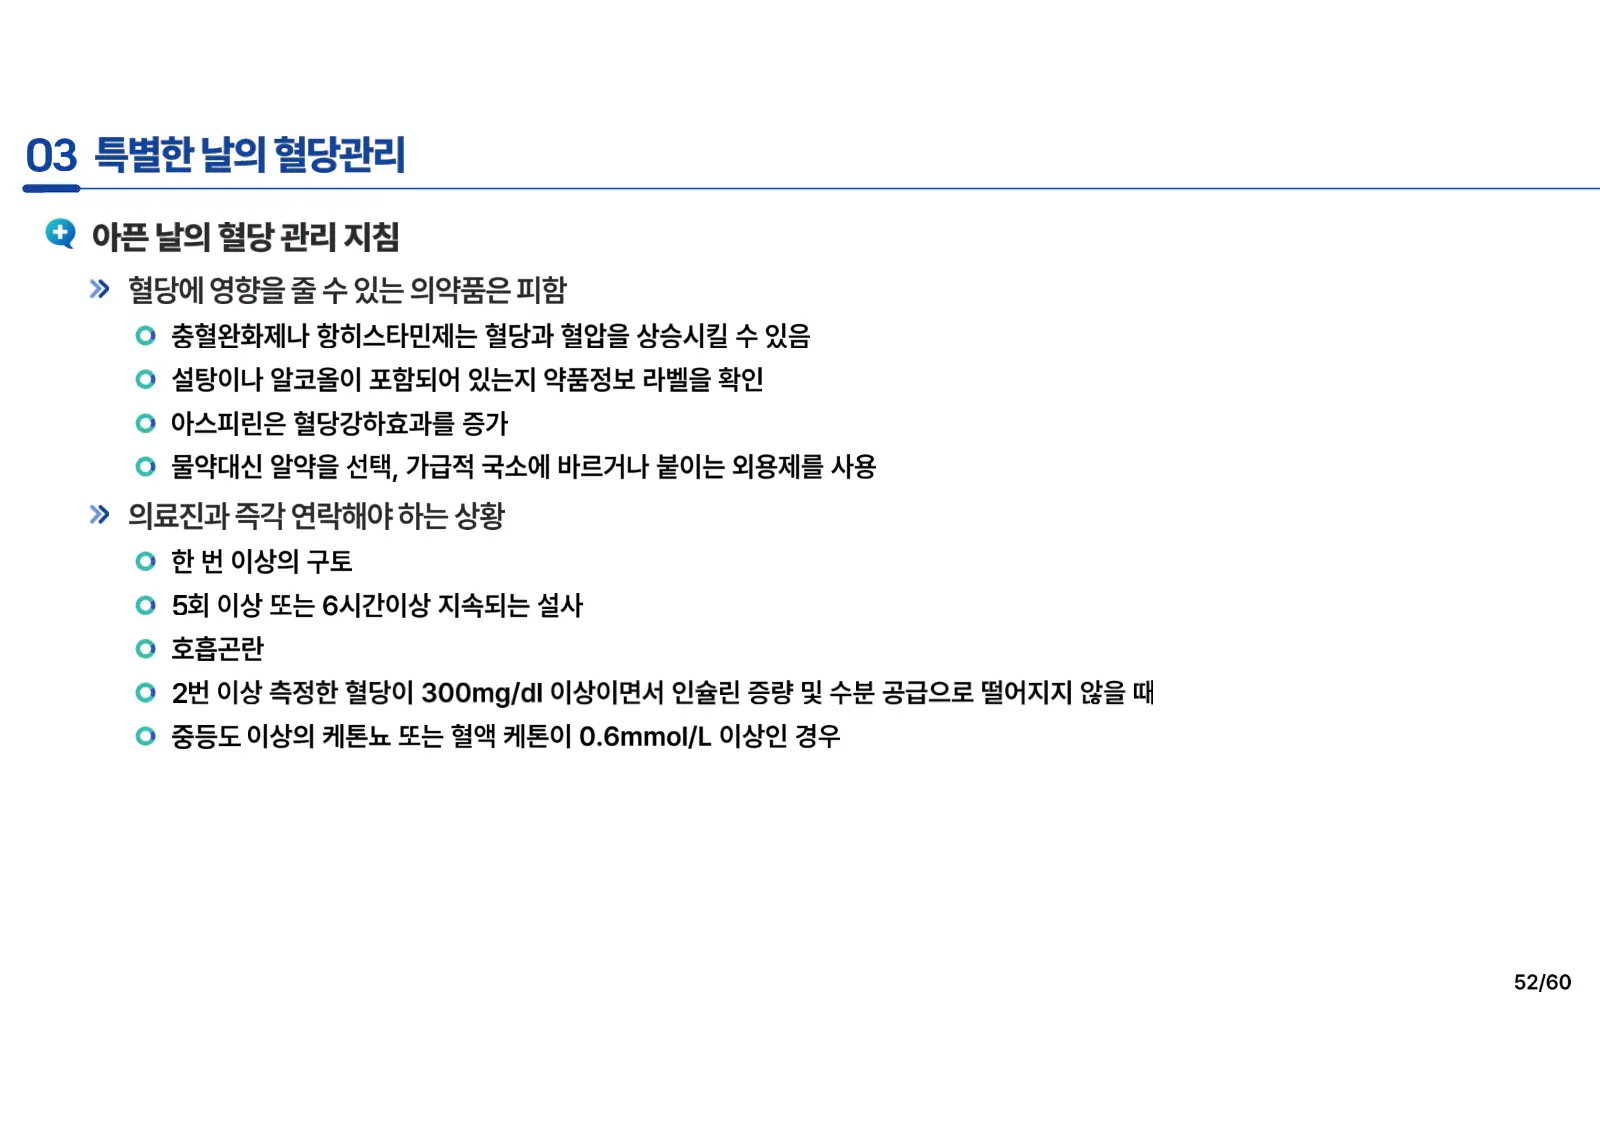 03 특별한 날의 혈당관리
아픈 날의 혈당 관리 지침
혈당에 영향을 줄 수 있는 의약품은 피함
충혈완화제나 항히스타민제는 혈당과 혈압을 상승시킬 수 있음
설탕이나 알코올이 포함되어 있는지 약품정보 라벨을 확인
아스피린은 혈당강하효과를 증가
물약대신 알약을 선택, 가급적 국소에 바르거나 붙이는 외용제를 사용
의료진과 즉각 연락해야 하는 상황
한 번 이상의 구토
5회 이상 또는 6시간이상 지속되는 설사
호흡곤란
2번 이상 측정한 혈당이 300mg/dl 이상이면서 인슐린 증량 및 수분 공급으로 떨어지지 않을 때
중등도 이상의 케톤뇨 또는 혈액 케톤이 0.6mmol/L 이상인 경우
52/60